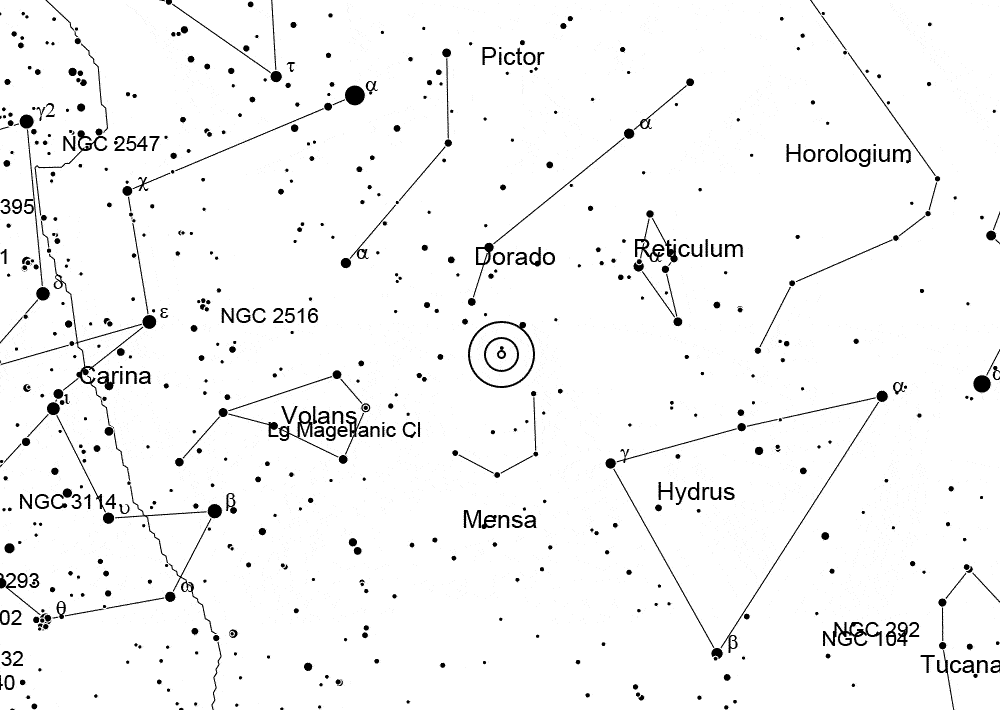 Pictor
τ
α
γ2
α
NGC 2547
Horologium
χ
395
Reticulum
α
α
Dorado
1
δ
ε
NGC 2516
Carina
α
ι
Volans
Lg Magellanic Cl
γ
Hydrus
NGC 3114
υ
β
Mensa
ω
3293
θ
02
NGC 292
NGC 104
β
32
Tucana
40